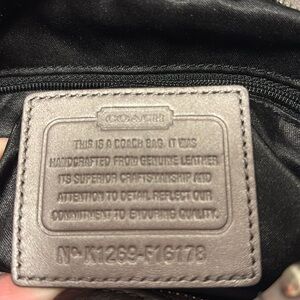 COACH
THIS IS A COACH BAG. IT WAS
HANDCRAFTED FROM GENUINE LEATHER
ITS SUPERIOR CRAFTSMANSHIP AND
ATTENTION TO DETAIL REFLECT OUR
COMMITMENT TO ENDURING QUALITY.
No K1269-F16178